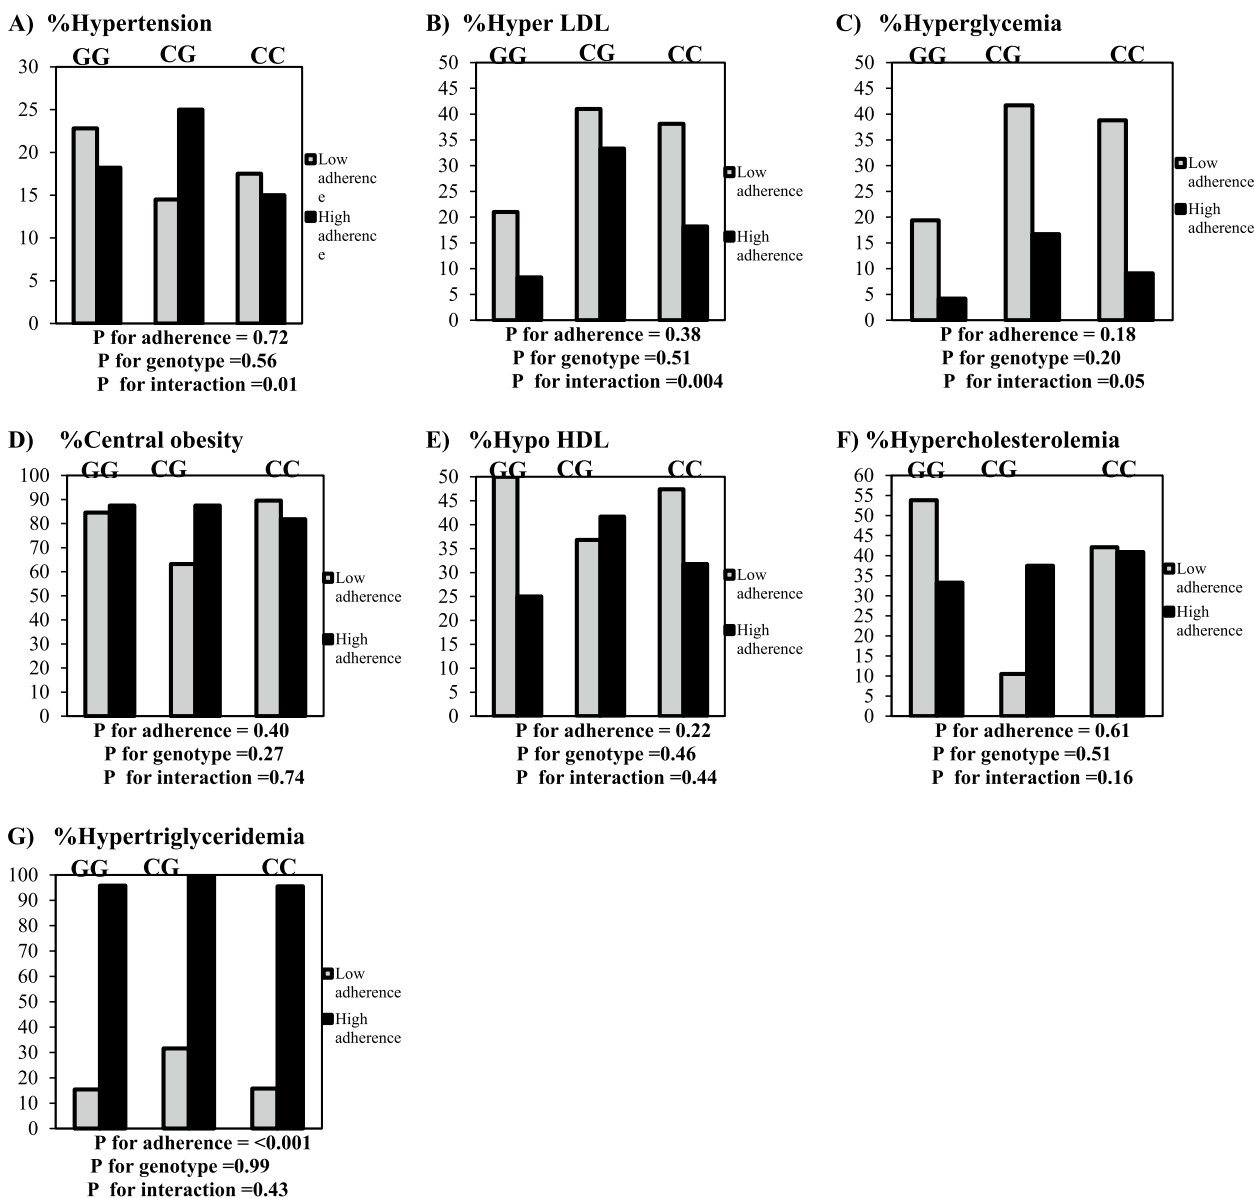 A) %Hypertension
GG CG CC
30
25
20
15
10
5
0
Low
adherenc
e
High
adherenc
e
P for adherence = 0.72
P for genotype =0.56
P for interaction =0.01
B) %Hyper LDL
GG CG CC
50
45
40
35
30
25
20
15
10
5
0
Low
adherence
High
adherence
P for adherence = 0.38
P for genotype =0.51
P for interaction =0.004
C) %Hyperglycemia
GG CG CC
50
45
40
35
30
25
20
15
10
5
0
Low
adherence
High
adherence
P for adherence = 0.18
P for genotype =0.20
P for interaction =0.05
D) %Central obesity
GG CG CC
100
90
80
70
60
50
40
30
20
10
0
Low
adherence
High
adherence
P for adherence = 0.40
P for genotype =0.27
P for interaction =0.74
E) %Hypo HDL
GG CG CC
50
45
40
35
30
25
20
15
10
5
0
Low
adherence
High
adherence
P for adherence = 0.22
P for genotype =0.46
P for interaction =0.44
F) %Hypercholesterolemia
GG CG CC
60
55
50
45
40
35
30
25
20
15
10
5
0
Low
adherence
High
adherence
P for adherence = 0.61
P for genotype =0.51
P for interaction =0.16
G) %Hypertriglyceridemia
GG CG CC
100
90
80
70
60
50
40
30
20
10
0
Low
adherence
High
adherence
P for adherence = <0.001
P for genotype =0.99
P for interaction =0.43